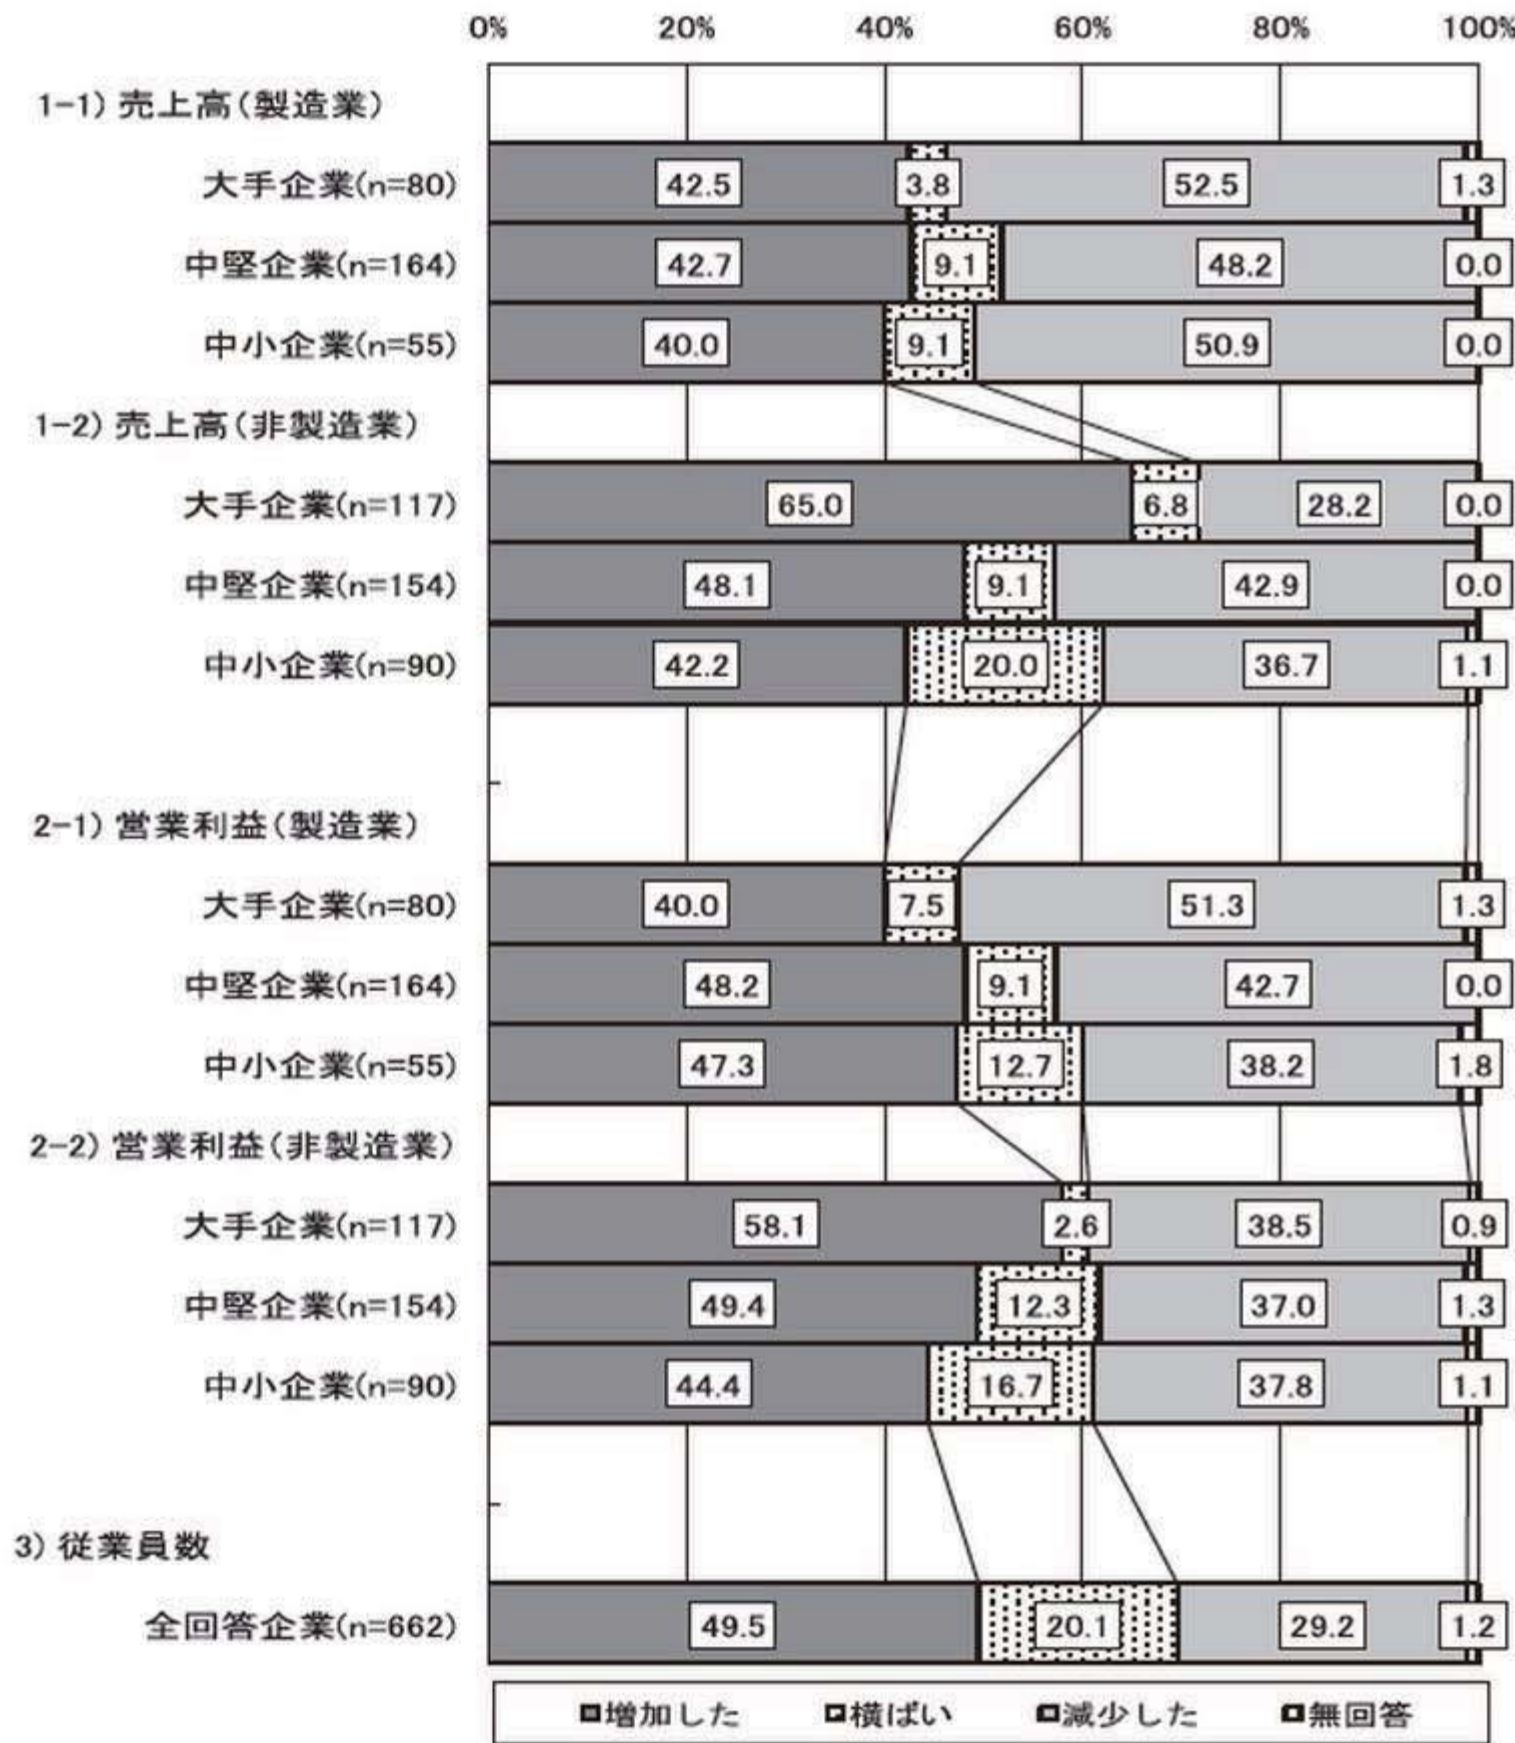 0% 20% 40% 60% 80% 100%
1-1) 売上高(製造業)
大手企業(n=80) 42.5 3.8 52.5 1.3
中堅企業(n=164) 42.7 9.1 48.2 0.0
中小企業(n=55) 40.0 9.1 50.9 0.0
1-2) 売上高(非製造業)
大手企業(n=117) 65.0 6.8 28.2 0.0
中堅企業(n=154) 48.1 9.1 42.9 0.0
中小企業(n=90) 42.2 20.0 36.7 1.1
2-1) 営業利益(製造業)
大手企業(n=80) 40.0 7.5 51.3 1.3
中堅企業(n=164) 48.2 9.1 42.7 0.0
中小企業(n=55) 47.3 12.7 38.2 1.8
2-2) 営業利益(非製造業)
大手企業(n=117) 58.1 2.6 38.5 0.9
中堅企業(n=154) 49.4 12.3 37.0 1.3
中小企業(n=90) 44.4 16.7 37.8 1.1
3) 従業員数
全回答企業(n=662) 49.5 20.1 29.2 1.2
増加した 横ばい 減少した 無回答